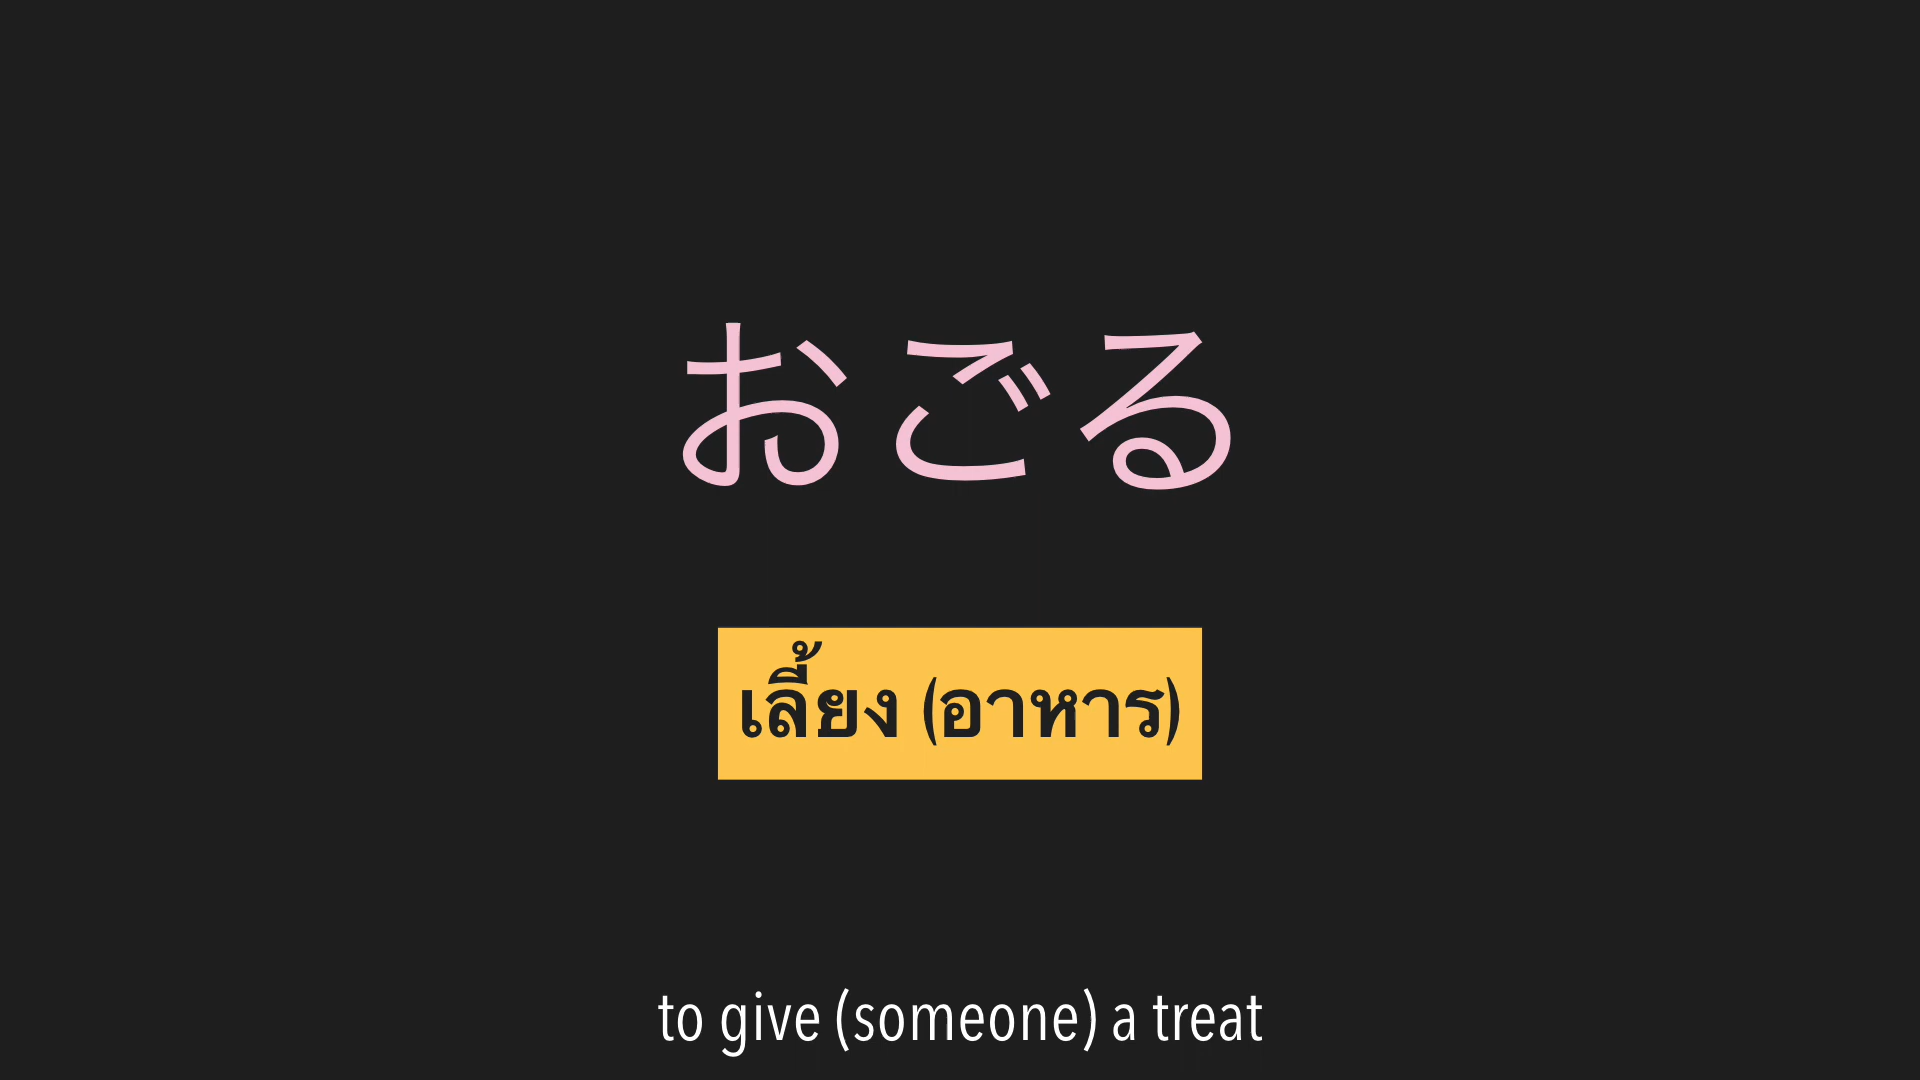 おごる
เลี้ยง (อาหาร)
to give (someone) a treat